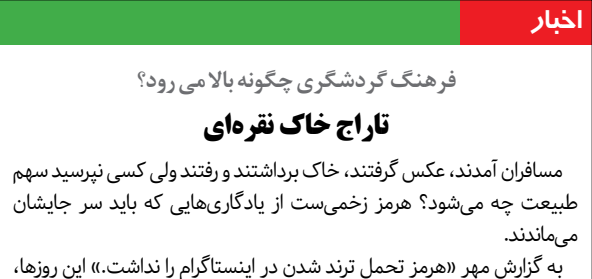 اخبار
فرهنگ گردشگری چگونه بالا می رود؟
تاراج خاک نقره‌ای
مسافران آمدند، عکس گرفتند، خاک برداشتند و رفتند ولی کسی نپرسید سهم
طبیعت چه می‌شود؟ هرمز زخمی‌ست از یادگاری‌هایی که باید سر جایشان
می‌ماندند.
به گزارش مهر «هرمز تحمل ترند شدن در اینستاگرام را نداشت.» این روزها،